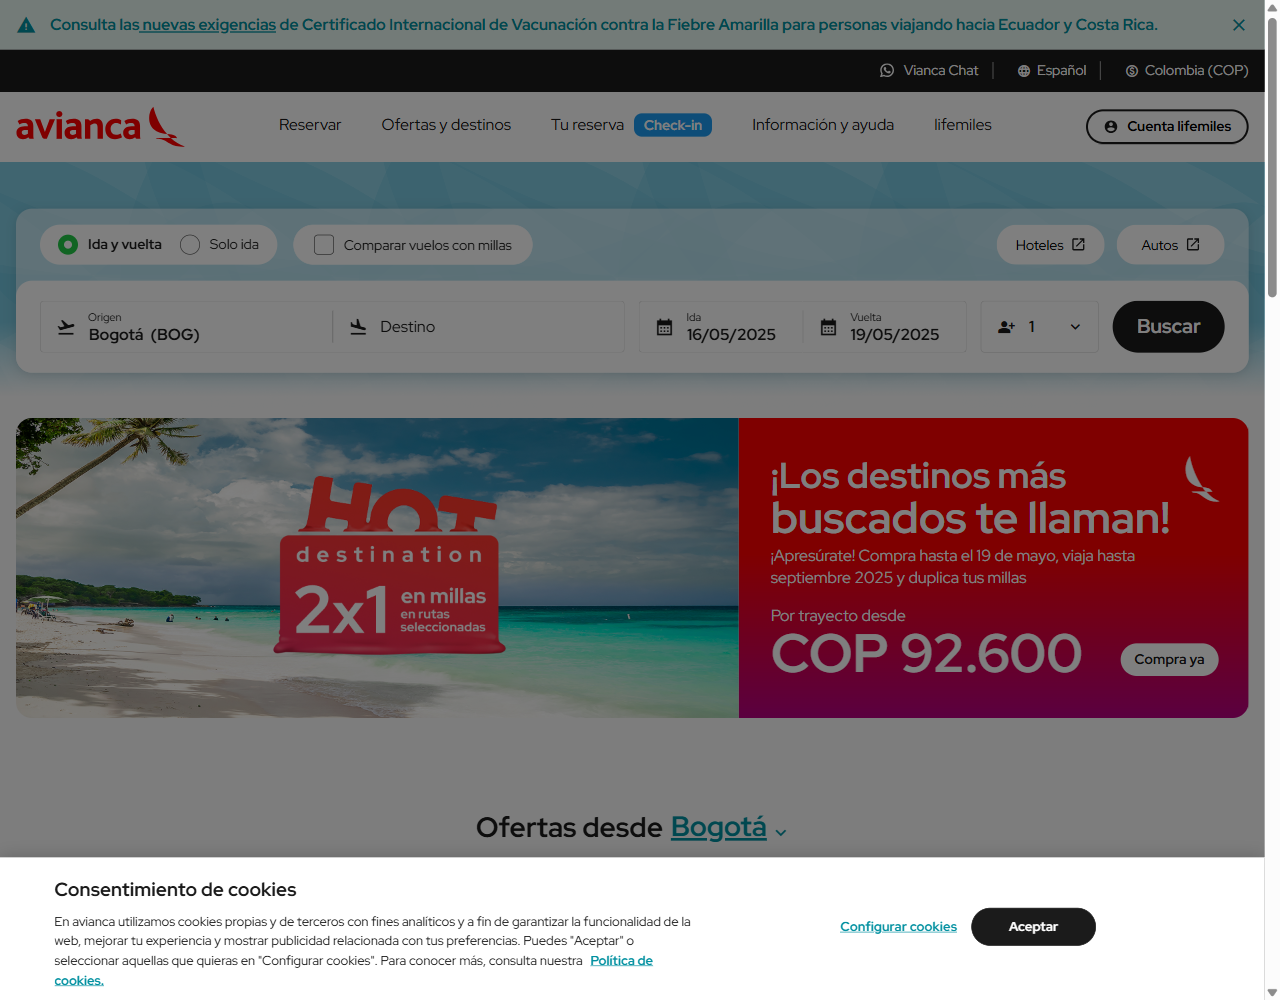 Consulta las nuevas exigencias de Certificado Internacional de Vacunación contra la Fiebre Amarilla para personas viajando hacia Ecuador y Costa Rica.
Vianca Chat
Español
Colombia (COP)
avianca
Reservar
Ofertas y destinos
Tu reserva
Check-in
Información y ayuda
lifemiles
Cuenta lifemiles
Ida y vuelta
Solo ida
Comparar vuelos con millas
Hoteles
Autos
Origen
Bogotá (BOG)
Destino
Ida
16/05/2025
Vuelta
19/05/2025
1
Buscar
HOT
destination
2x1
en millas
en rutas
seleccionadas
¡Los destinos más
buscados te llaman!
¡Apresúrate! Compra hasta el 19 de mayo, viaja hasta
septiembre 2025 y duplica tus millas
Por trayecto desde
COP 92.600
Compra ya
Ofertas desde Bogotá
Consentimiento de cookies
En avianca utilizamos cookies propias y de terceros con fines analíticos y a fin de garantizar la funcionalidad de la
web, mejorar tu experiencia y mostrar publicidad relacionada con tus preferencias. Puedes "Aceptar" o
seleccionar aquellas que quieras en "Configurar cookies". Para conocer más, consulta nuestra Política de
cookies.
Configurar cookies
Aceptar